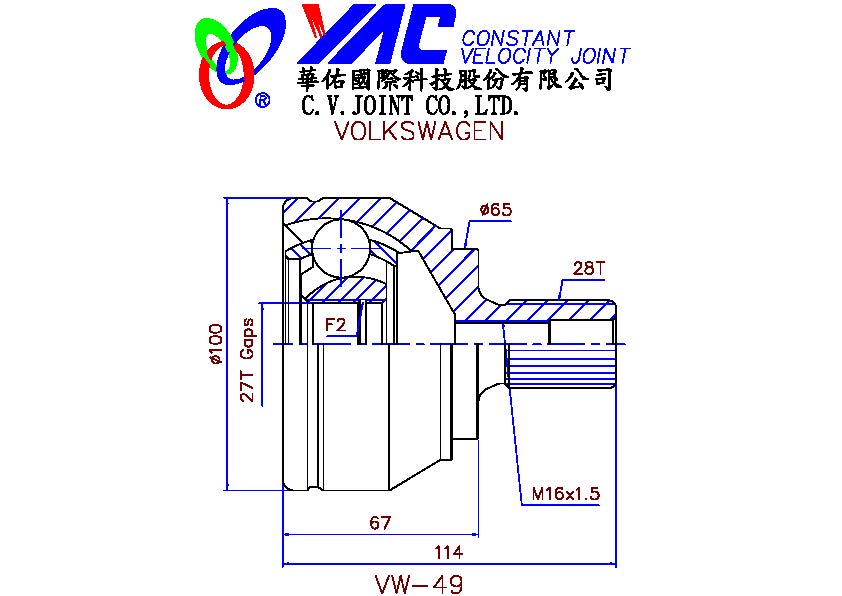 YAC CONSTANT
VELOCITY JOINT
華佑國際科技股份有限公司
®
C.V.JOINT CO.,LTD.
VOLKSWAGEN
ø65
28T
F2
ø100
27T Gaps
M16x1.5
67
114
VW-49